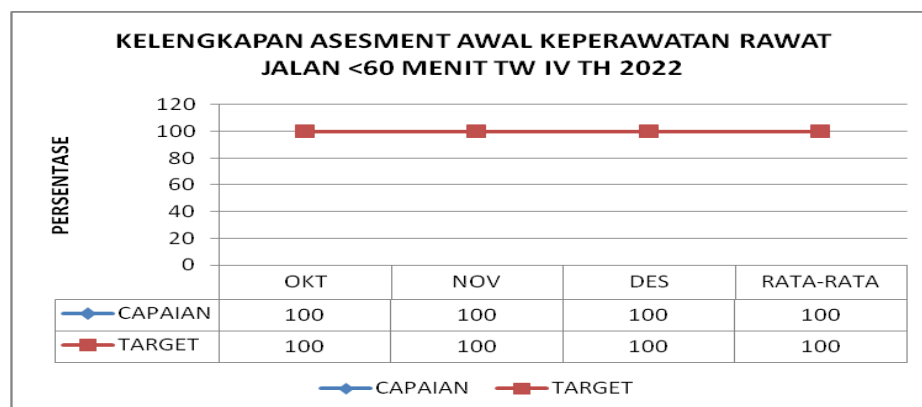 KELENGKAPAN ASESMENT AWAL KEPERAWATAN RAWAT
JALAN <60 MENIT TW IV TH 2022
PERSENTASE
120
100
80
60
40
20
0
OKT NOV DES RATA-RATA
CAPAIAN 100 100 100 100
TARGET 100 100 100 100
CAPAIAN TARGET